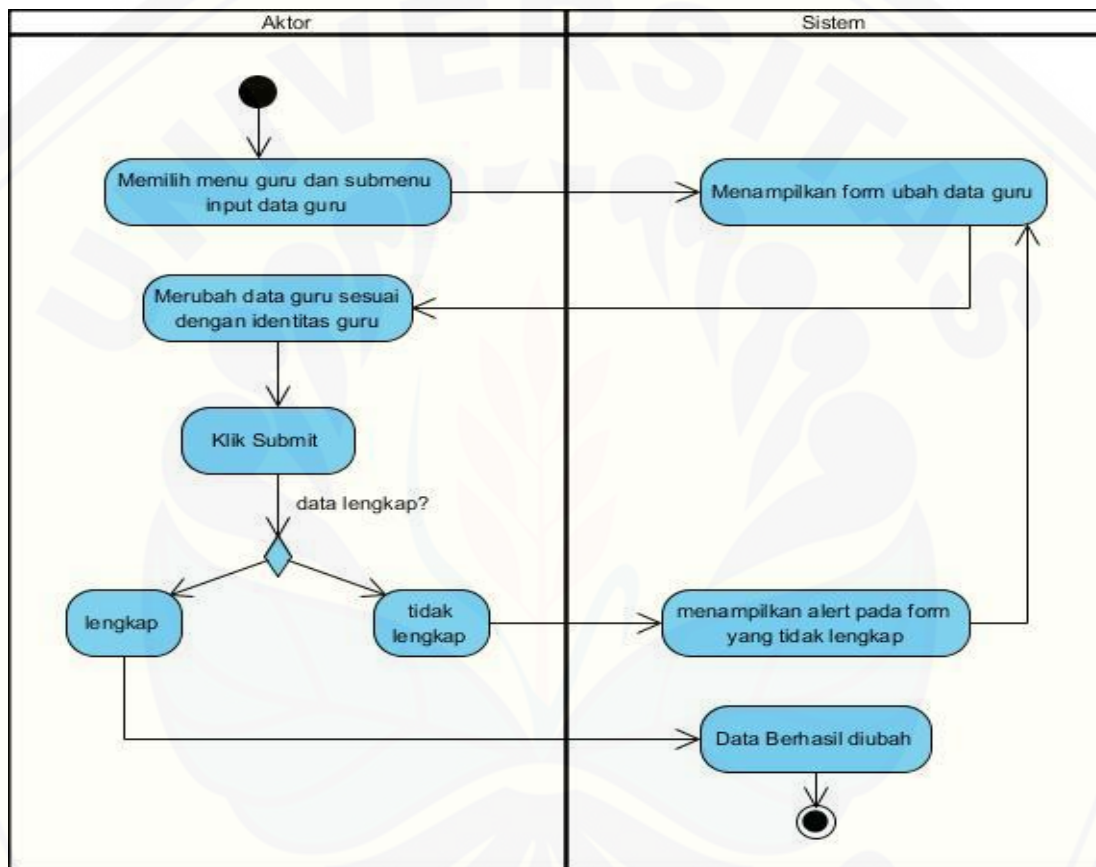 Aktor
Sistem
Memilih menu guru dan submenu
input data guru
Menampilkan form ubah data guru
Merubah data guru sesuai
dengan identitas guru
Klik Submit
data lengkap?
lengkap
tidak
lengkap
menampilkan alert pada form
yang tidak lengkap
Data Berhasil diubah
UNIVERSITAS